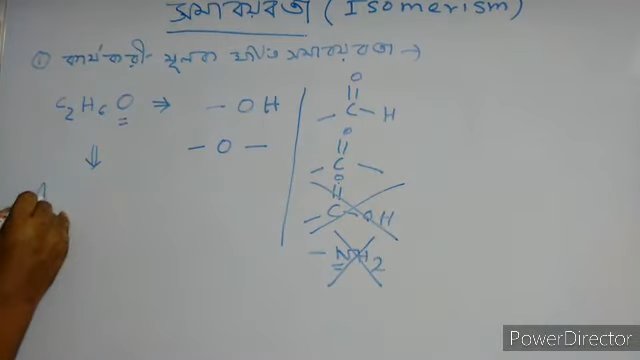 সমাবয়বতা (Isomerism)
① কার্যকরী মূলক ঘটিত সমাবয়বতা →
C2H6O ⇒ - OH
- O -
⇓
O
- C - H
O
- C -
O
- C - OH
- NH2
PowerDirector